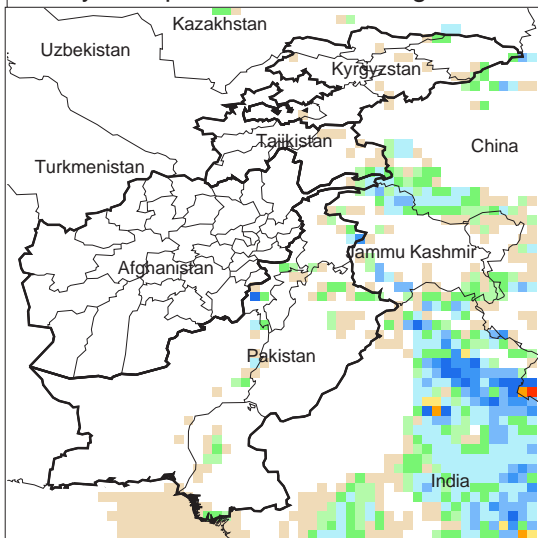 Kazakhstan
Uzbekistan
Kyrgyzstan
Tajikistan
China
Turkmenistan
Jammu Kashmir
Afghanistan
Pakistan
India